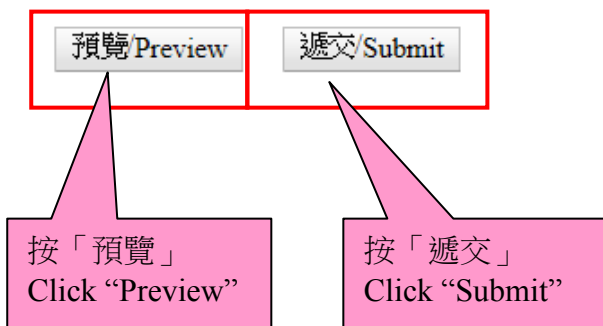 預覽/Preview
遞交/Submit
按「預覽」
Click “Preview”
按「遞交」
Click “Submit”